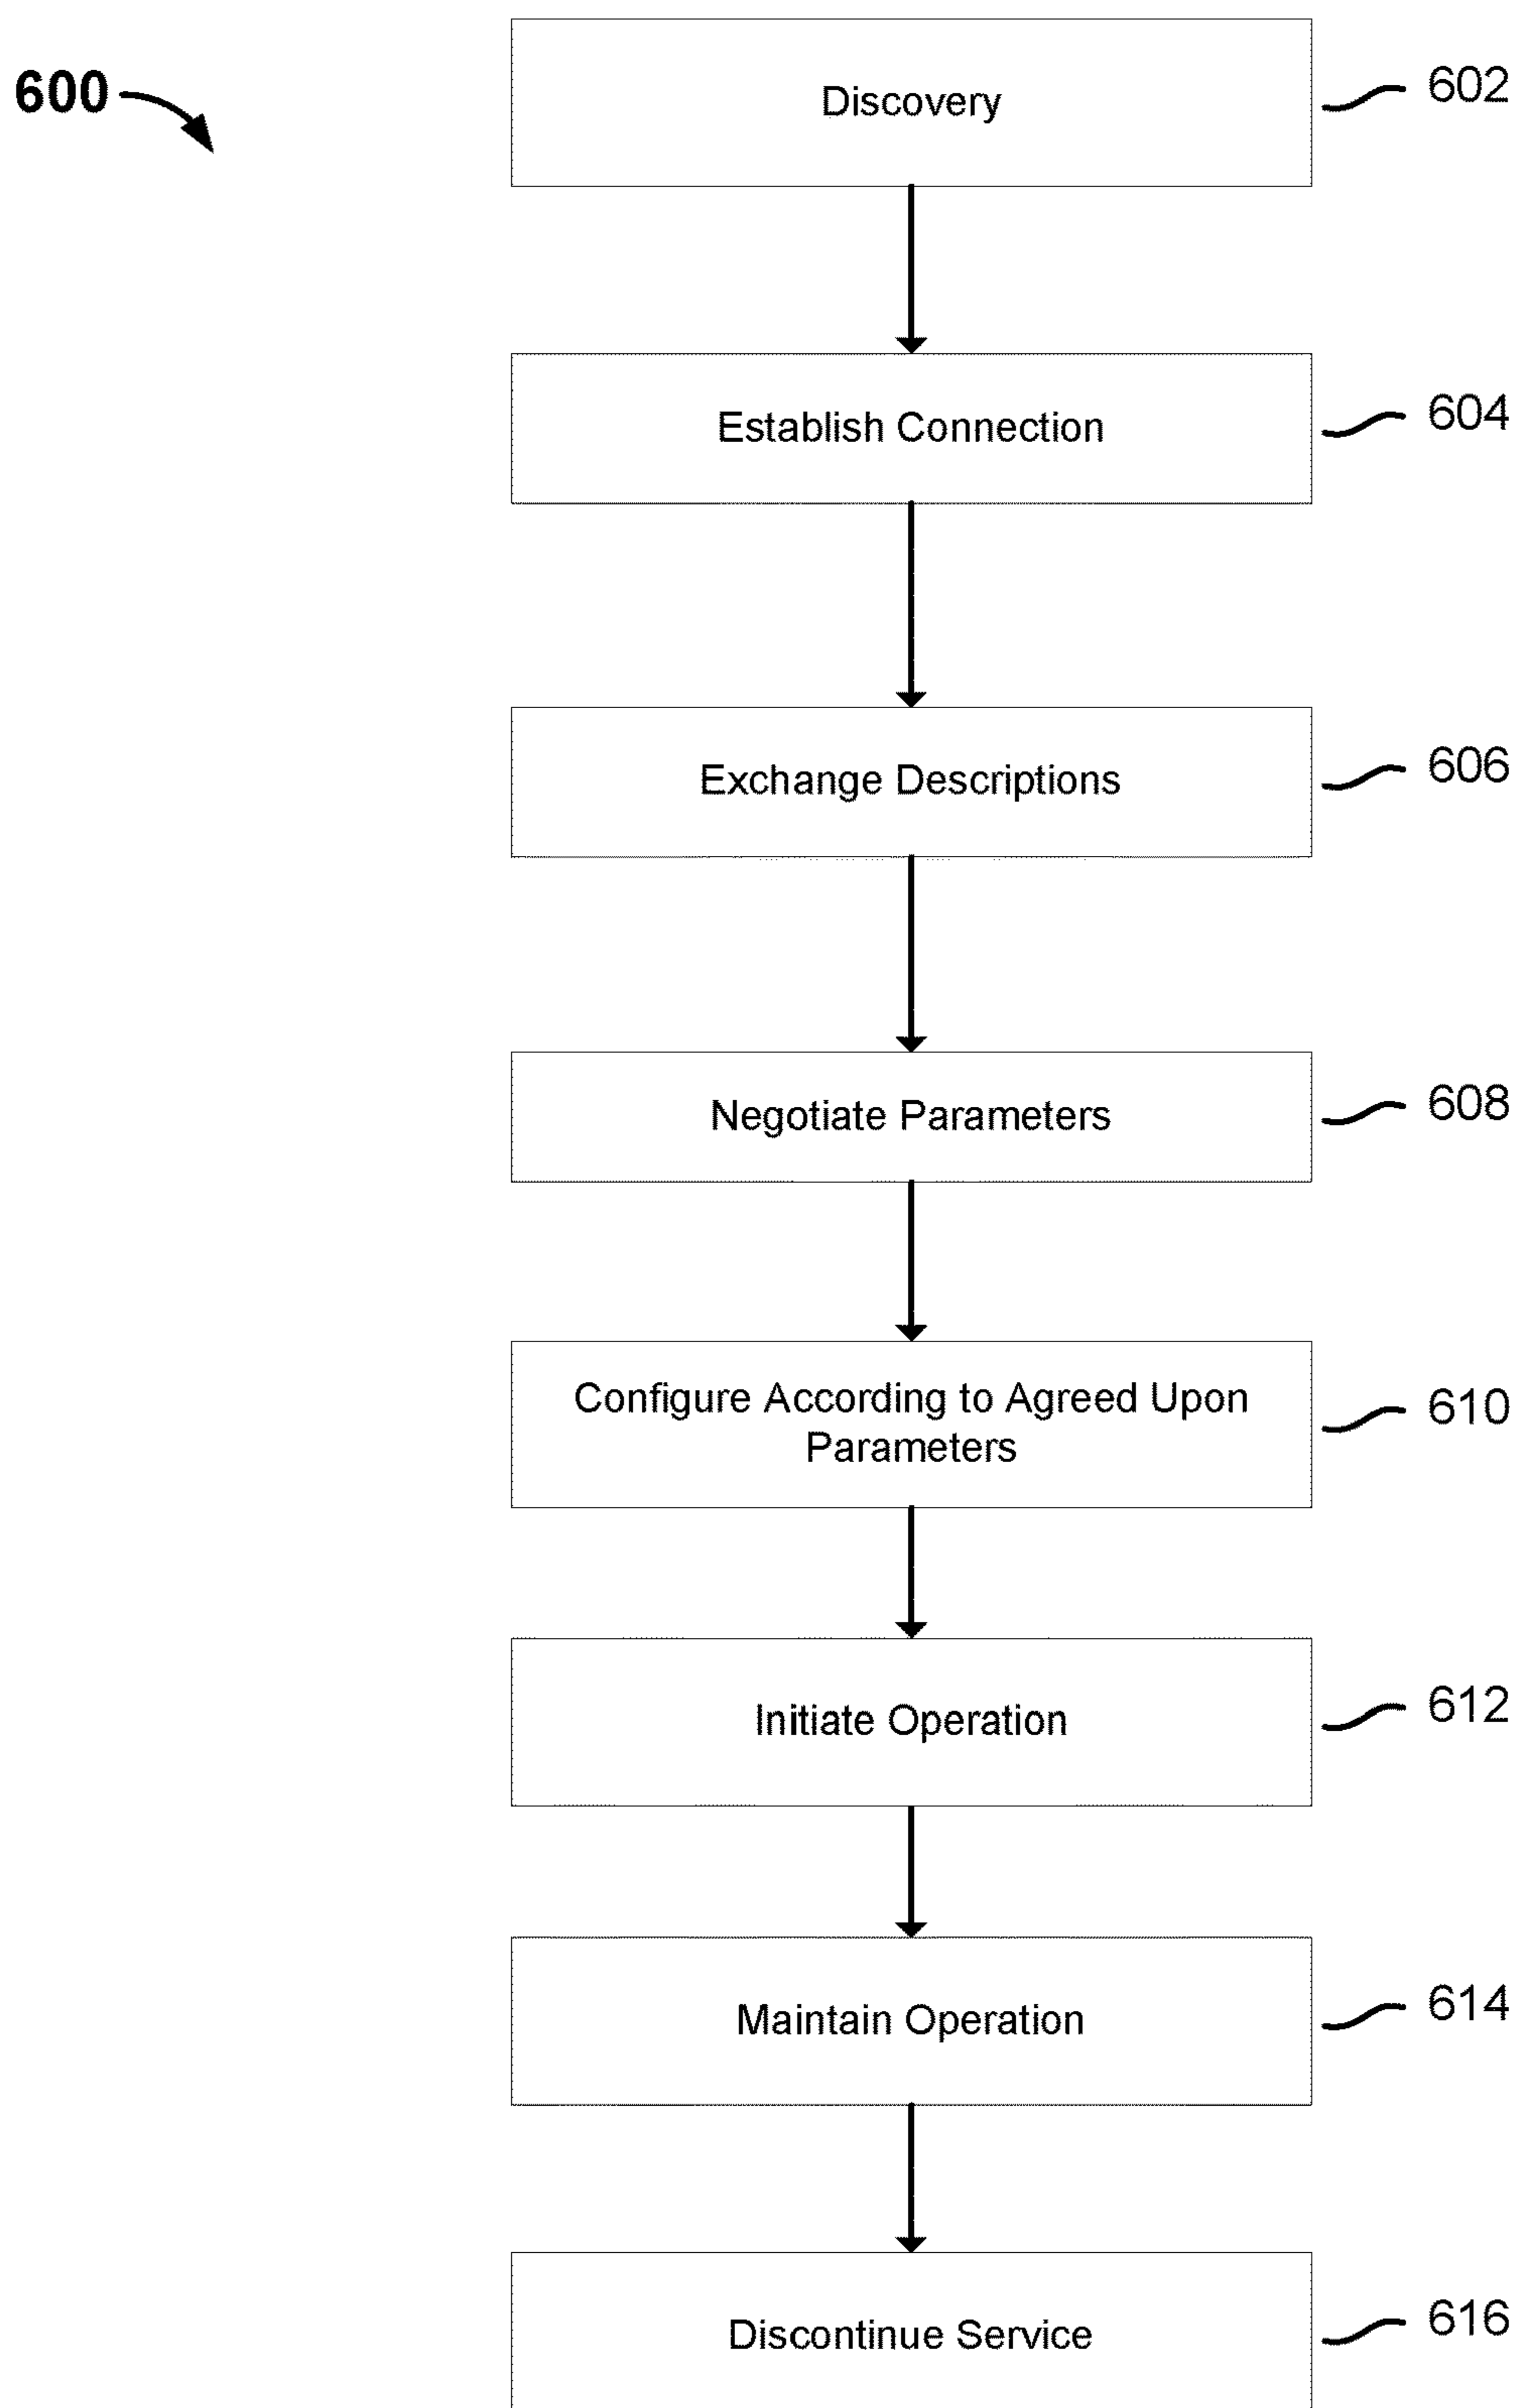 600
Discovery
602
Establish Connection
604
Exchange Descriptions
606
Negotiate Parameters
608
Configure According to Agreed Upon
Parameters
610
Initiate Operation
612
Maintain Operation
614
Discontinue Service
616